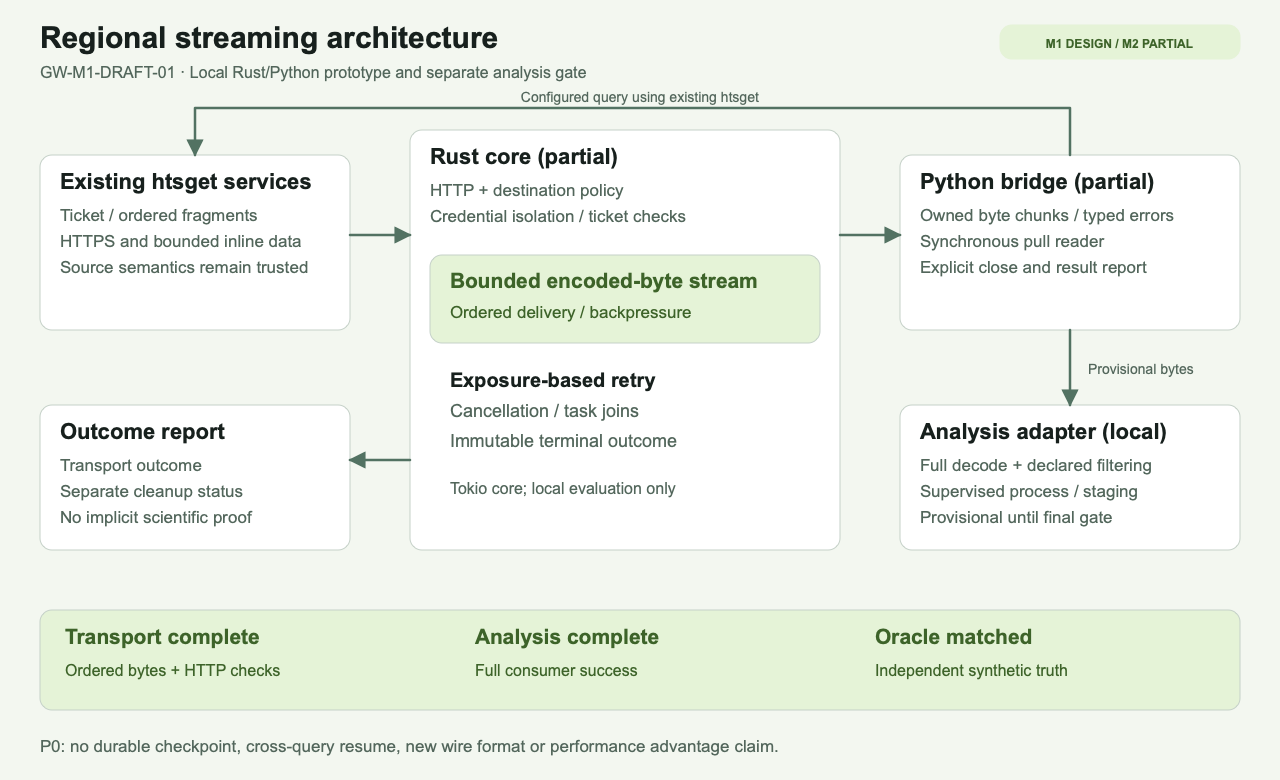 Regional streaming architecture
M1 DESIGN / M2 PARTIAL
GW-M1-DRAFT-01 · Local Rust/Python prototype and separate analysis gate
Configured query using existing htsget
Existing htsget services
Ticket / ordered fragments
HTTPS and bounded inline data
Source semantics remain trusted
Rust core (partial)
HTTP + destination policy
Credential isolation / ticket checks
Bounded encoded-byte stream
Ordered delivery / backpressure
Exposure-based retry
Cancellation / task joins
Immutable terminal outcome
Tokio core; local evaluation only
Python bridge (partial)
Owned byte chunks / typed errors
Synchronous pull reader
Explicit close and result report
Provisional bytes
Outcome report
Transport outcome
Separate cleanup status
No implicit scientific proof
Analysis adapter (local)
Full decode + declared filtering
Supervised process / staging
Provisional until final gate
Transport complete
Ordered bytes + HTTP checks
Analysis complete
Full consumer success
Oracle matched
Independent synthetic truth
P0: no durable checkpoint, cross-query resume, new wire format or performance advantage claim.